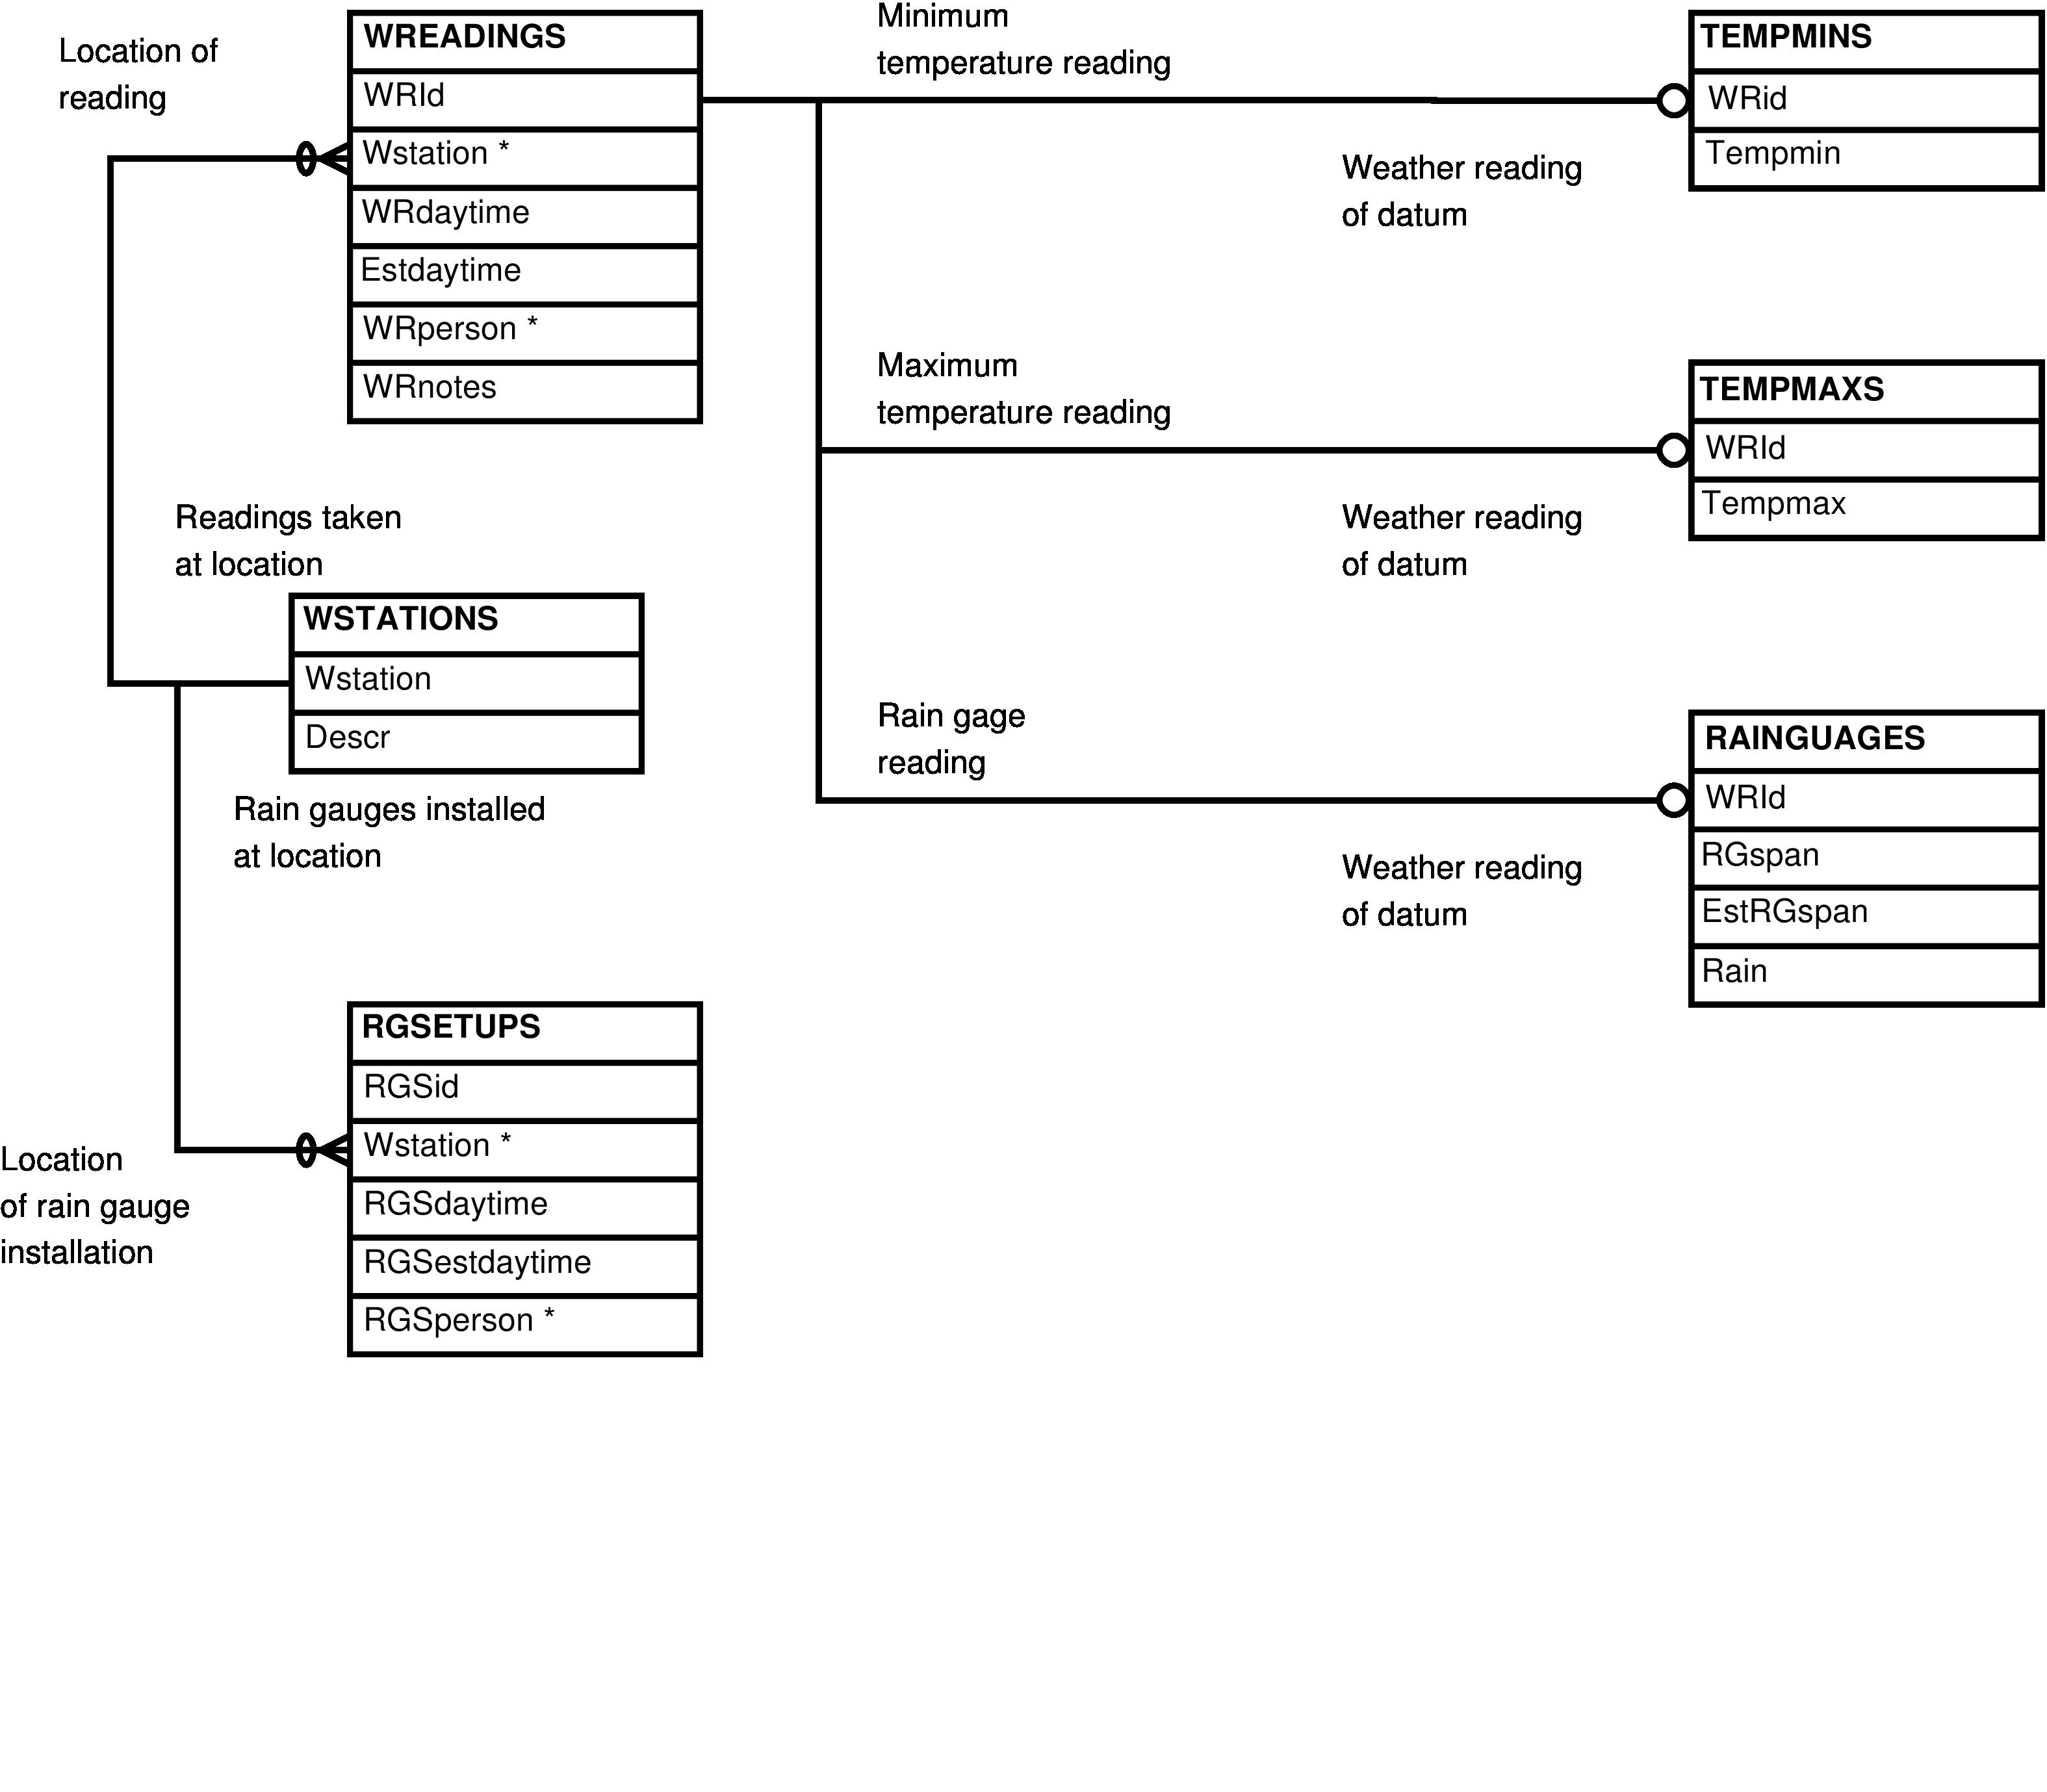 Location of
reading
WREADINGS
WRId
Wstation *
WRdaytime
Estdaytime
WRperson *
WRnotes
Minimum
temperature reading
Weather reading
of datum
TEMPMINS
WRid
Tempmin
Maximum
temperature reading
Weather reading
of datum
TEMPMAXS
WRId
Tempmax
Readings taken
at location
WSTATIONS
Wstation
Descr
Rain gauges installed
at location
Rain gage
reading
Weather reading
of datum
RAINGUAGES
WRId
RGspan
EstRGspan
Rain
Location
of rain gauge
installation
RGSETUPS
RGSid
Wstation *
RGSdaytime
RGSestdaytime
RGSperson *